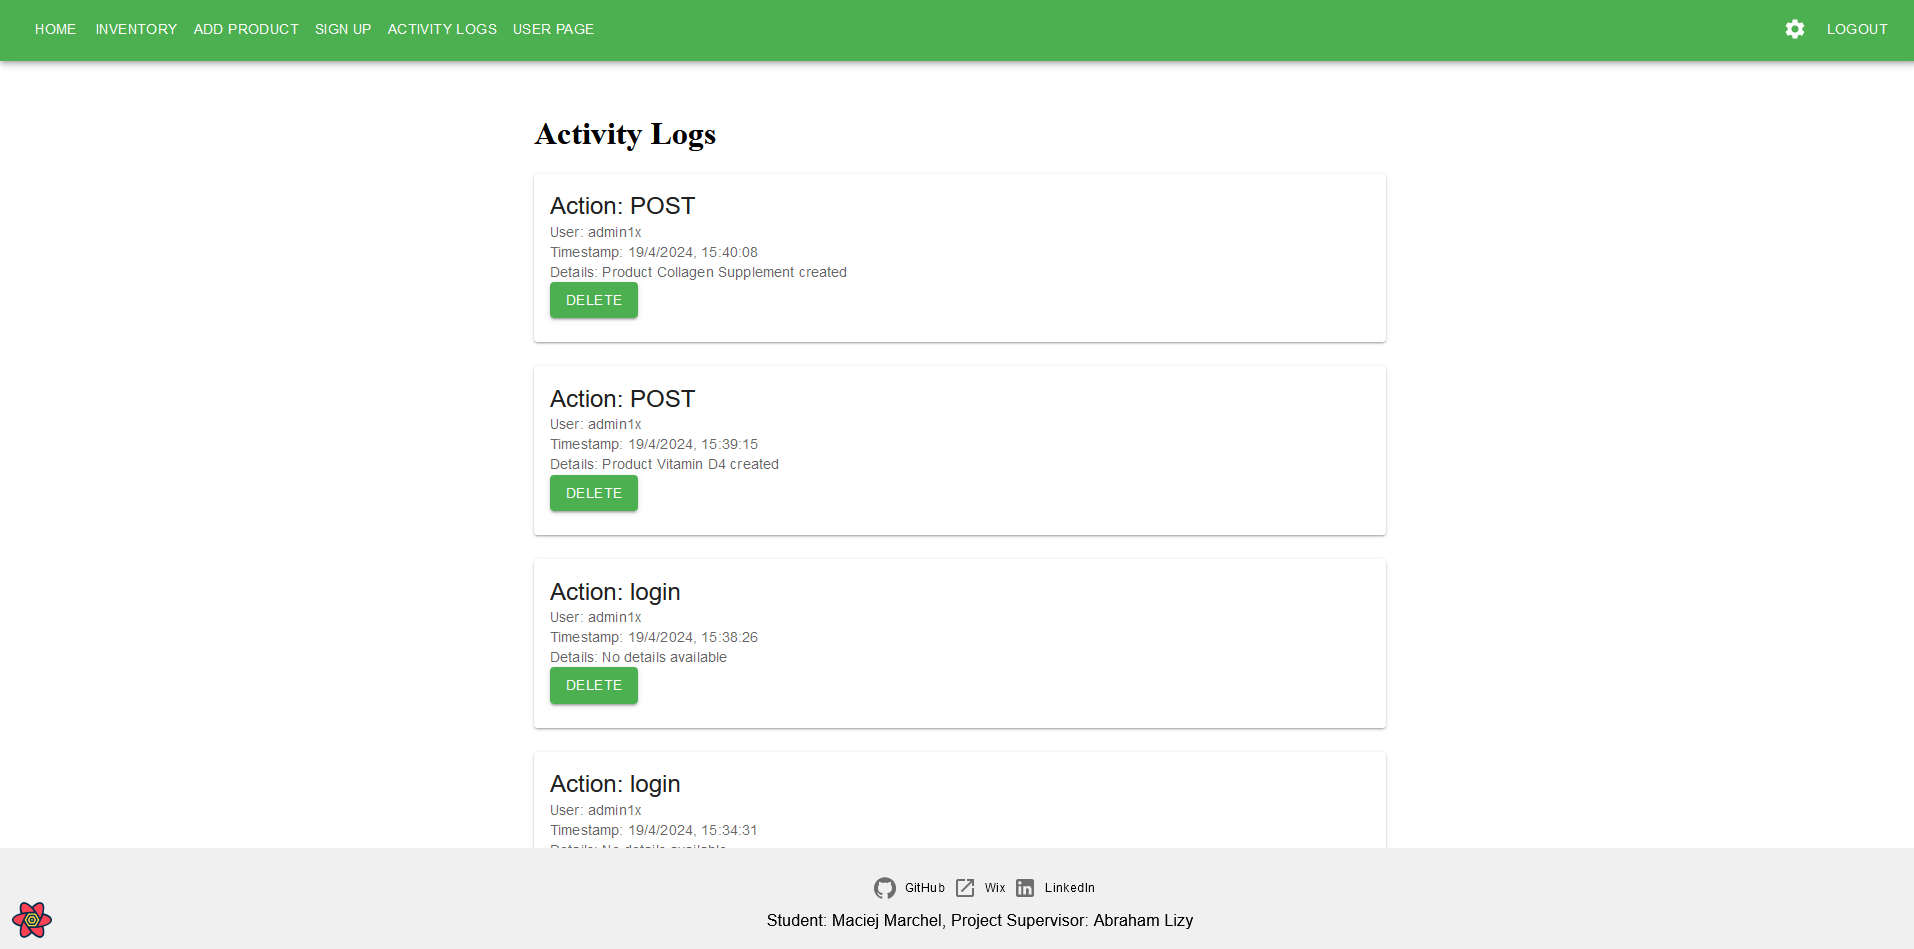 HOME INVENTORY ADD PRODUCT SIGN UP ACTIVITY LOGS USER PAGE LOGOUT
Activity Logs
Action: POST
User: admin1x
Timestamp: 19/4/2024, 15:40:08
Details: Product Collagen Supplement created
DELETE
Action: POST
User: admin1x
Timestamp: 19/4/2024, 15:39:15
Details: Product Vitamin D4 created
DELETE
Action: login
User: admin1x
Timestamp: 19/4/2024, 15:38:26
Details: No details available
DELETE
Action: login
User: admin1x
Timestamp: 19/4/2024, 15:34:31
Details: No details available
GitHub Wix LinkedIn
Student: Maciej Marchel, Project Supervisor: Abraham Lizy